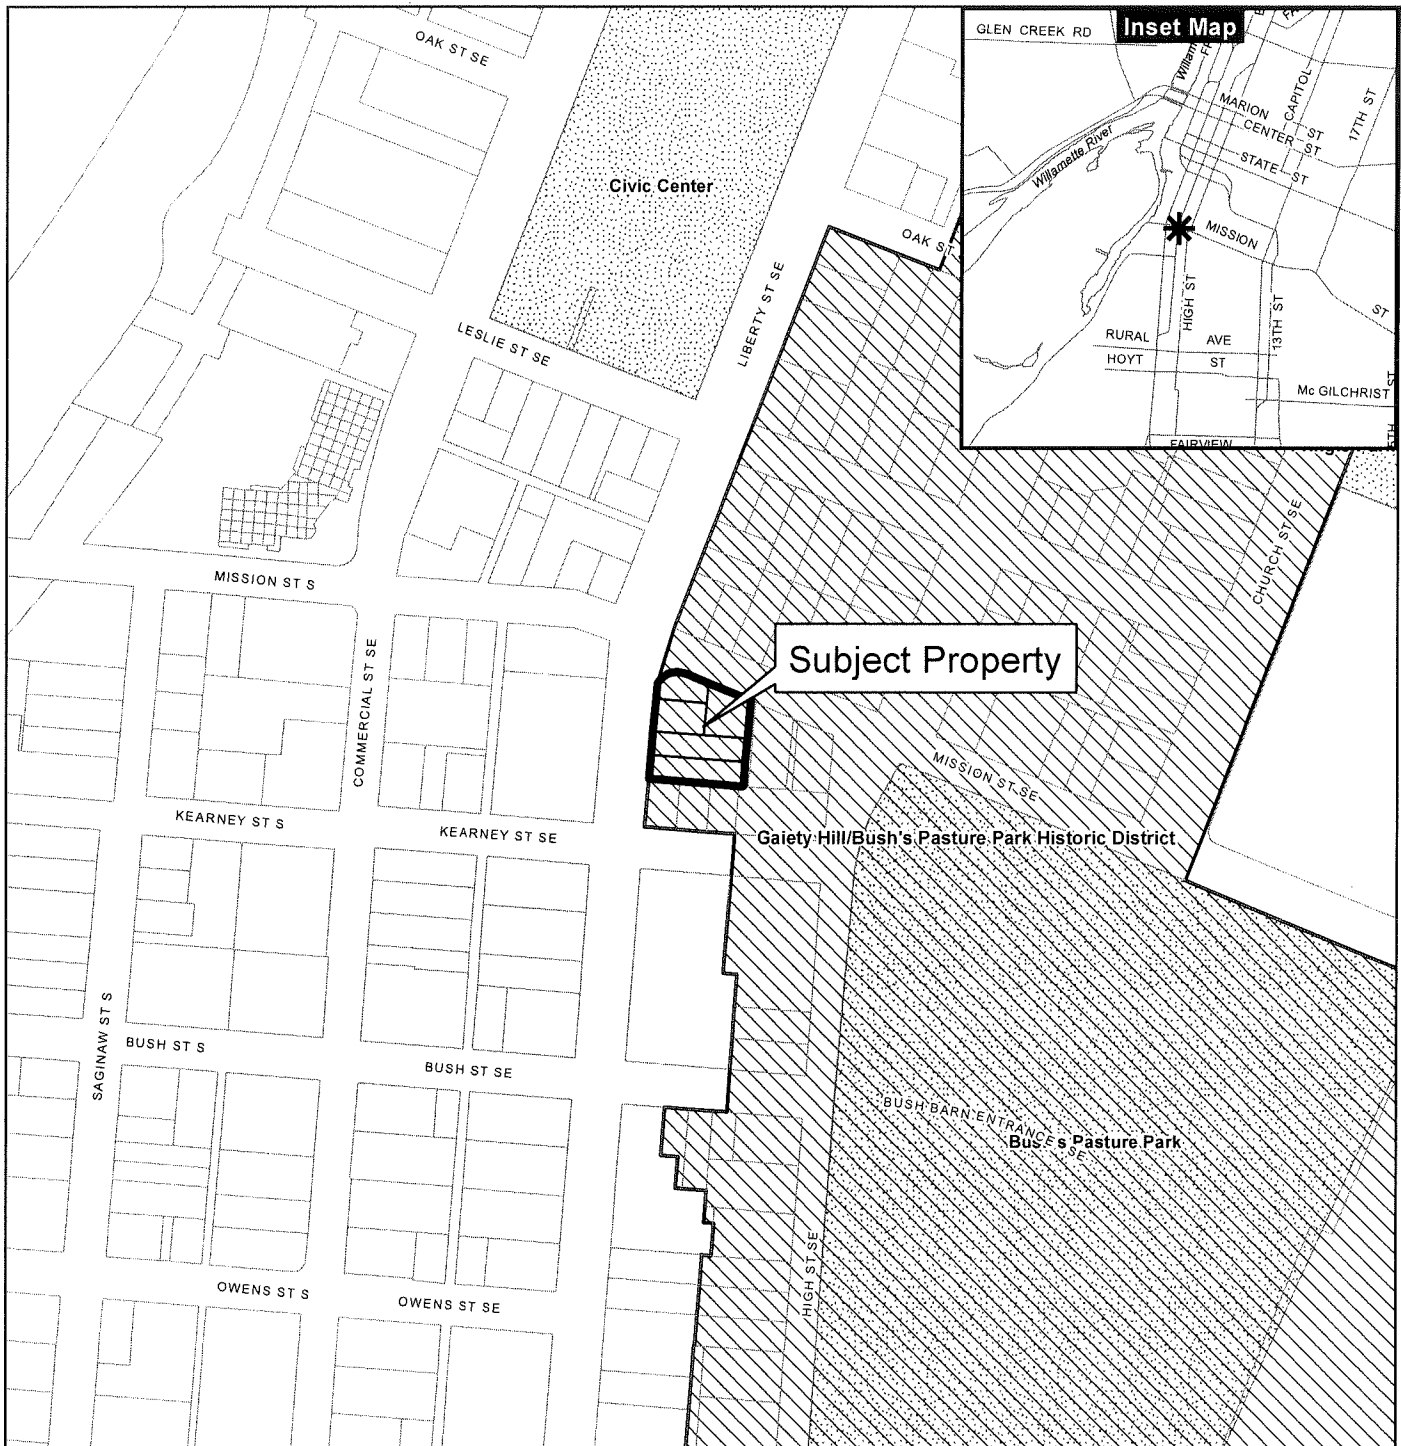 OAK ST SE
Civic Center
LIBERTY ST SE
OAK
LESLIE ST SE
MISSION ST S
COMMERCIAL ST SE
Subject Property
CHURCH ST SE
MISSION ST SE
KEARNEY ST S
KEARNEY ST SE
Gaiety Hill/Bush's Pasture Park Historic District
SAGINAW ST S
BUSH ST S
BUSH ST SE
BUSH BARN ENTRANCE SE
Pasture Park
HIGH ST SE
OWENS ST S
OWENS ST SE
Inset Map
GLEN CREEK RD
MARION
ST
CENTER ST
STATE ST
CAPITOL
17TH ST
Willamette River
MISSION
ST
HIGH ST
13TH ST
RURAL AVE
HOYT ST
Mc GILCHRIST
ST
FAIRVIEW